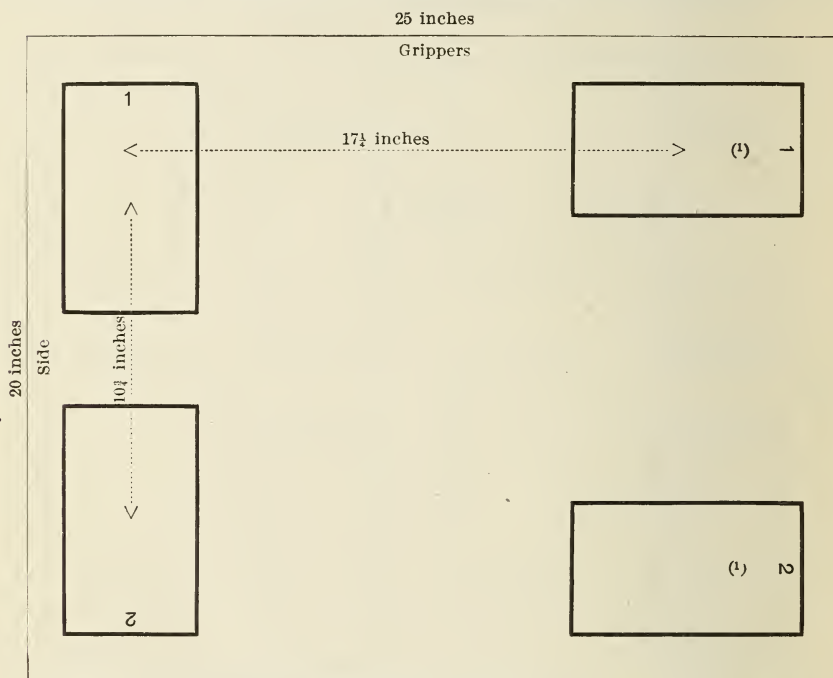 25 inches
Grippers
1
17¼ inches
(1) 1
20 inches
Side
10¾ inches
2
(1) 2